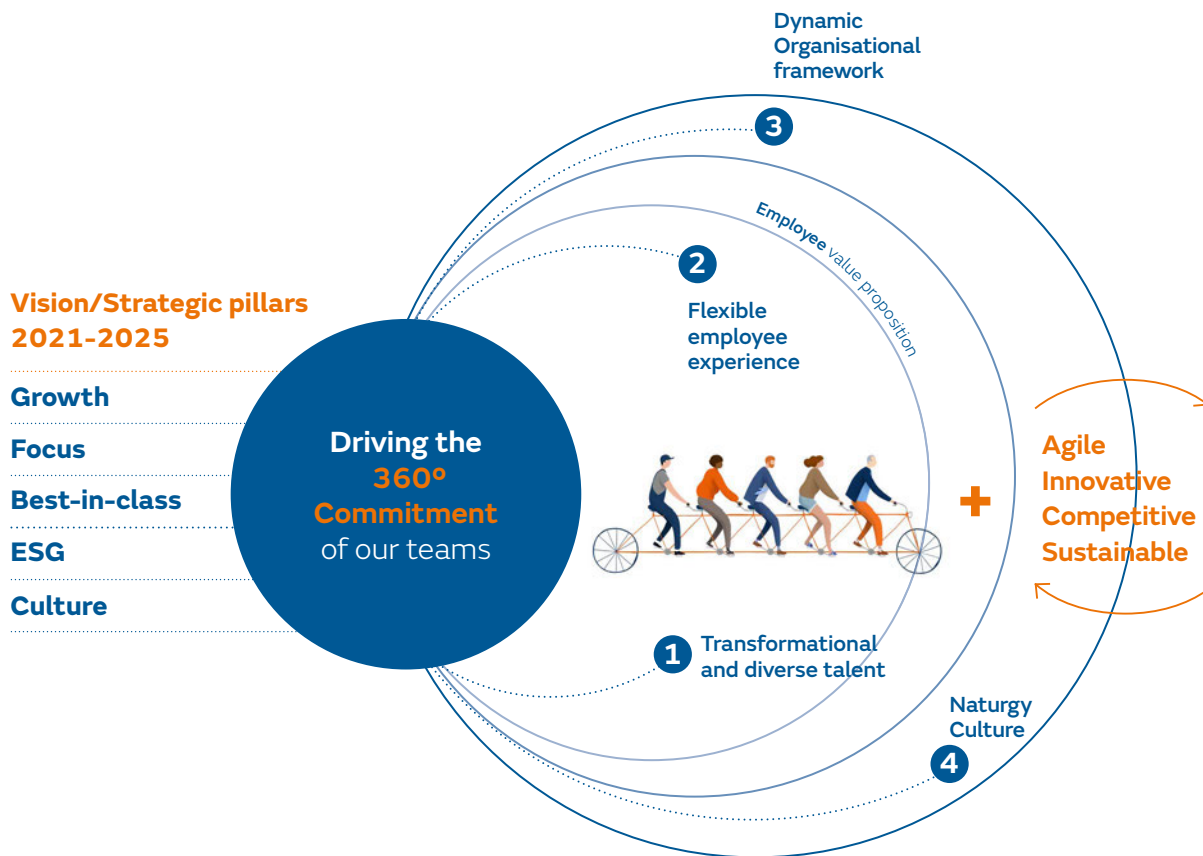 Dynamic
Organisational
framework
3
Employee value proposition
2
Flexible
employee
experience
Vision/Strategic pillars
2021-2025
Growth
Focus
Best-in-class
ESG
Culture
Driving the
360º
Commitment
of our teams
+
Agile
Innovative
Competitive
Sustainable
1
Transformational
and diverse talent
Naturgy
Culture
4